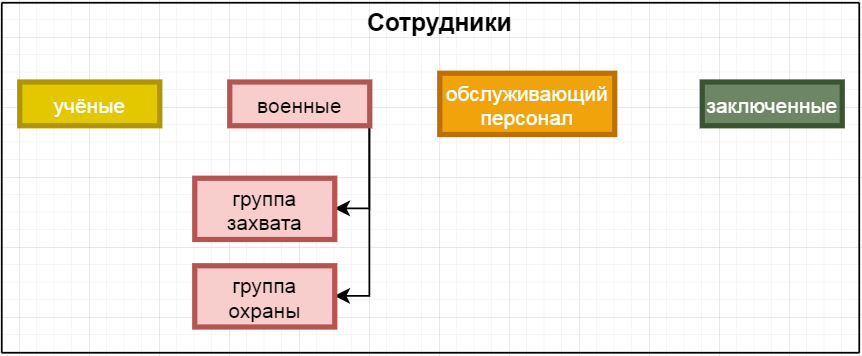 Сотрудники
учёные
военные
обслуживающий
персонал
заключенные
группа
захвата
группа
охраны